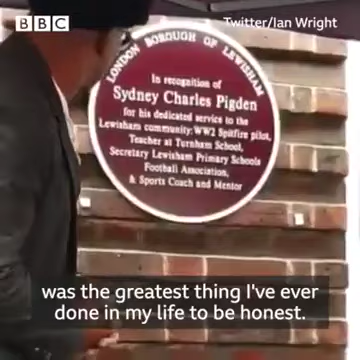 BBC
Twitter/Ian Wright
LONDON BOROUGH OF LEWISHAM
In recognition of
Sydney Charles Pigden
for his dedicated service to the
Lewisham community: WW2 Spitfire pilot,
Teacher at Turnham School,
Secretary Lewisham Primary Schools
Football Association,
& Sports Coach and Mentor
was the greatest thing I've ever
done in my life to be honest.